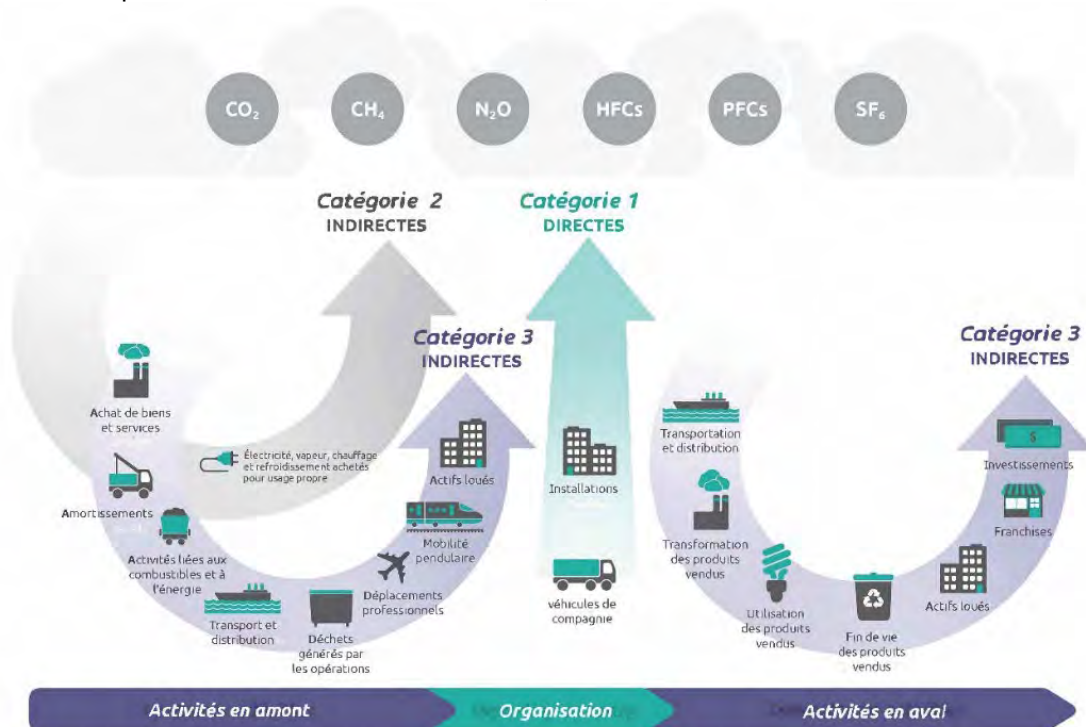 CO₂
CH₄
N₂O
HFCs
PFCs
SF₆
Catégorie 2
INDIRECTES
Catégorie 1
DIRECTES
Catégorie 3
INDIRECTES
Catégorie 3
INDIRECTES
Achat de biens
et services
Amortissements
Activités liées aux
combustibles et à
l'énergie
Électricité, vapeur, chauffage
et refroidissement achetés
pour usage propre
Transport et
distribution
Déchets
générés par
les opérations
Déplacements
professionnels
Mobilité
pendulaire
Actifs loués
Installations
véhicules de
compagnie
Transportation
et distribution
Transformation
des produits
vendus
Utilisation
des produits
vendus
Fin de vie
des produits
vendus
Actifs loués
Franchises
Investissements
$
Activités en amont
Organisation
Activités en aval